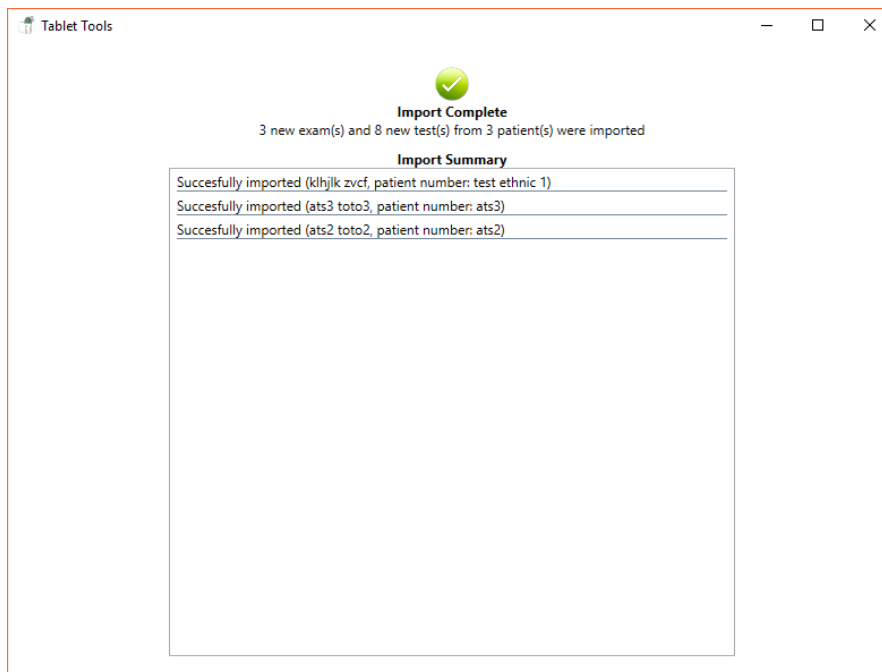 Tablet Tools
Import Complete
3 new exam(s) and 8 new test(s) from 3 patient(s) were imported
Import Summary
Succesfully imported (klhjlk zvcf, patient number: test ethnic 1)
Succesfully imported (ats3 toto3, patient number: ats3)
Succesfully imported (ats2 toto2, patient number: ats2)